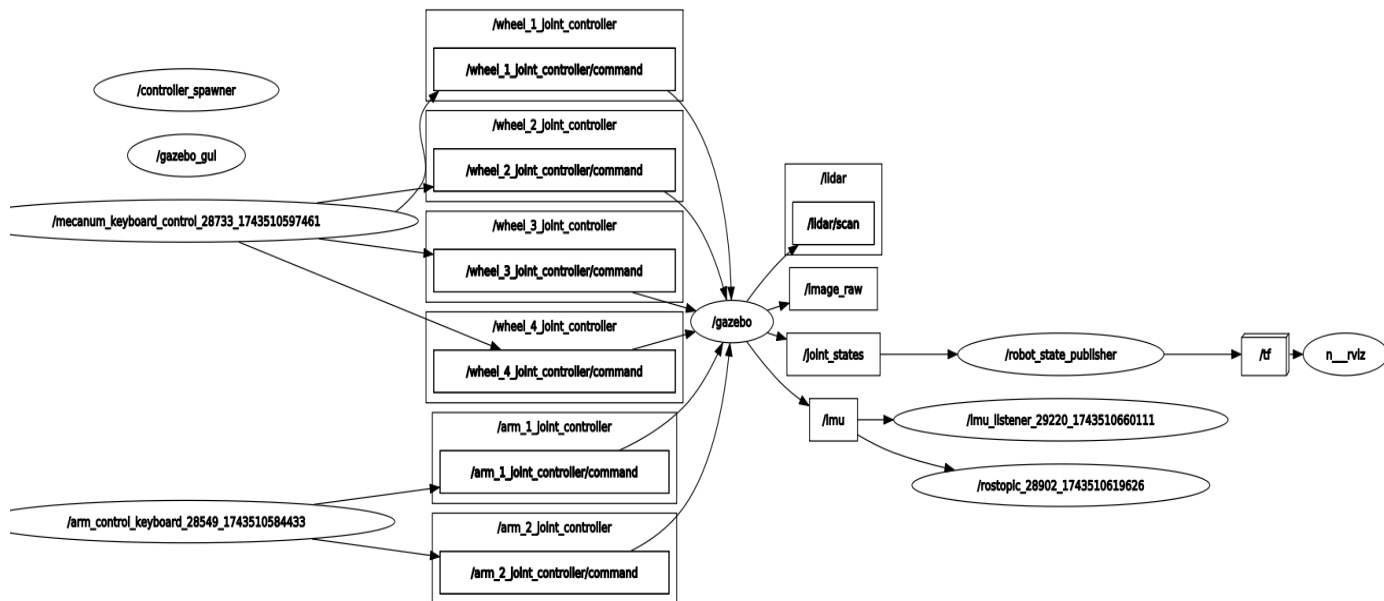 /wheel_1_joint_controller
/wheel_1_joint_controller/command
/controller_spawner
/wheel_2_joint_controller
/gazebo_gui
/wheel_2_joint_controller/command
/lidar
/mecanum_keyboard_control_28733_1743510597461
/wheel_3_joint_controller
/lidar/scan
/wheel_3_joint_controller/command
/image_raw
/gazebo
/wheel_4_joint_controller
/joint_states
/robot_state_publisher
/tf
n__rviz
/wheel_4_joint_controller/command
/imu
/imu_listener_29220_1743510660111
/arm_1_joint_controller
/arm_1_joint_controller/command
/rostopic_28902_1743510619626
/arm_control_keyboard_28549_1743510584433
/arm_2_joint_controller
/arm_2_joint_controller/command